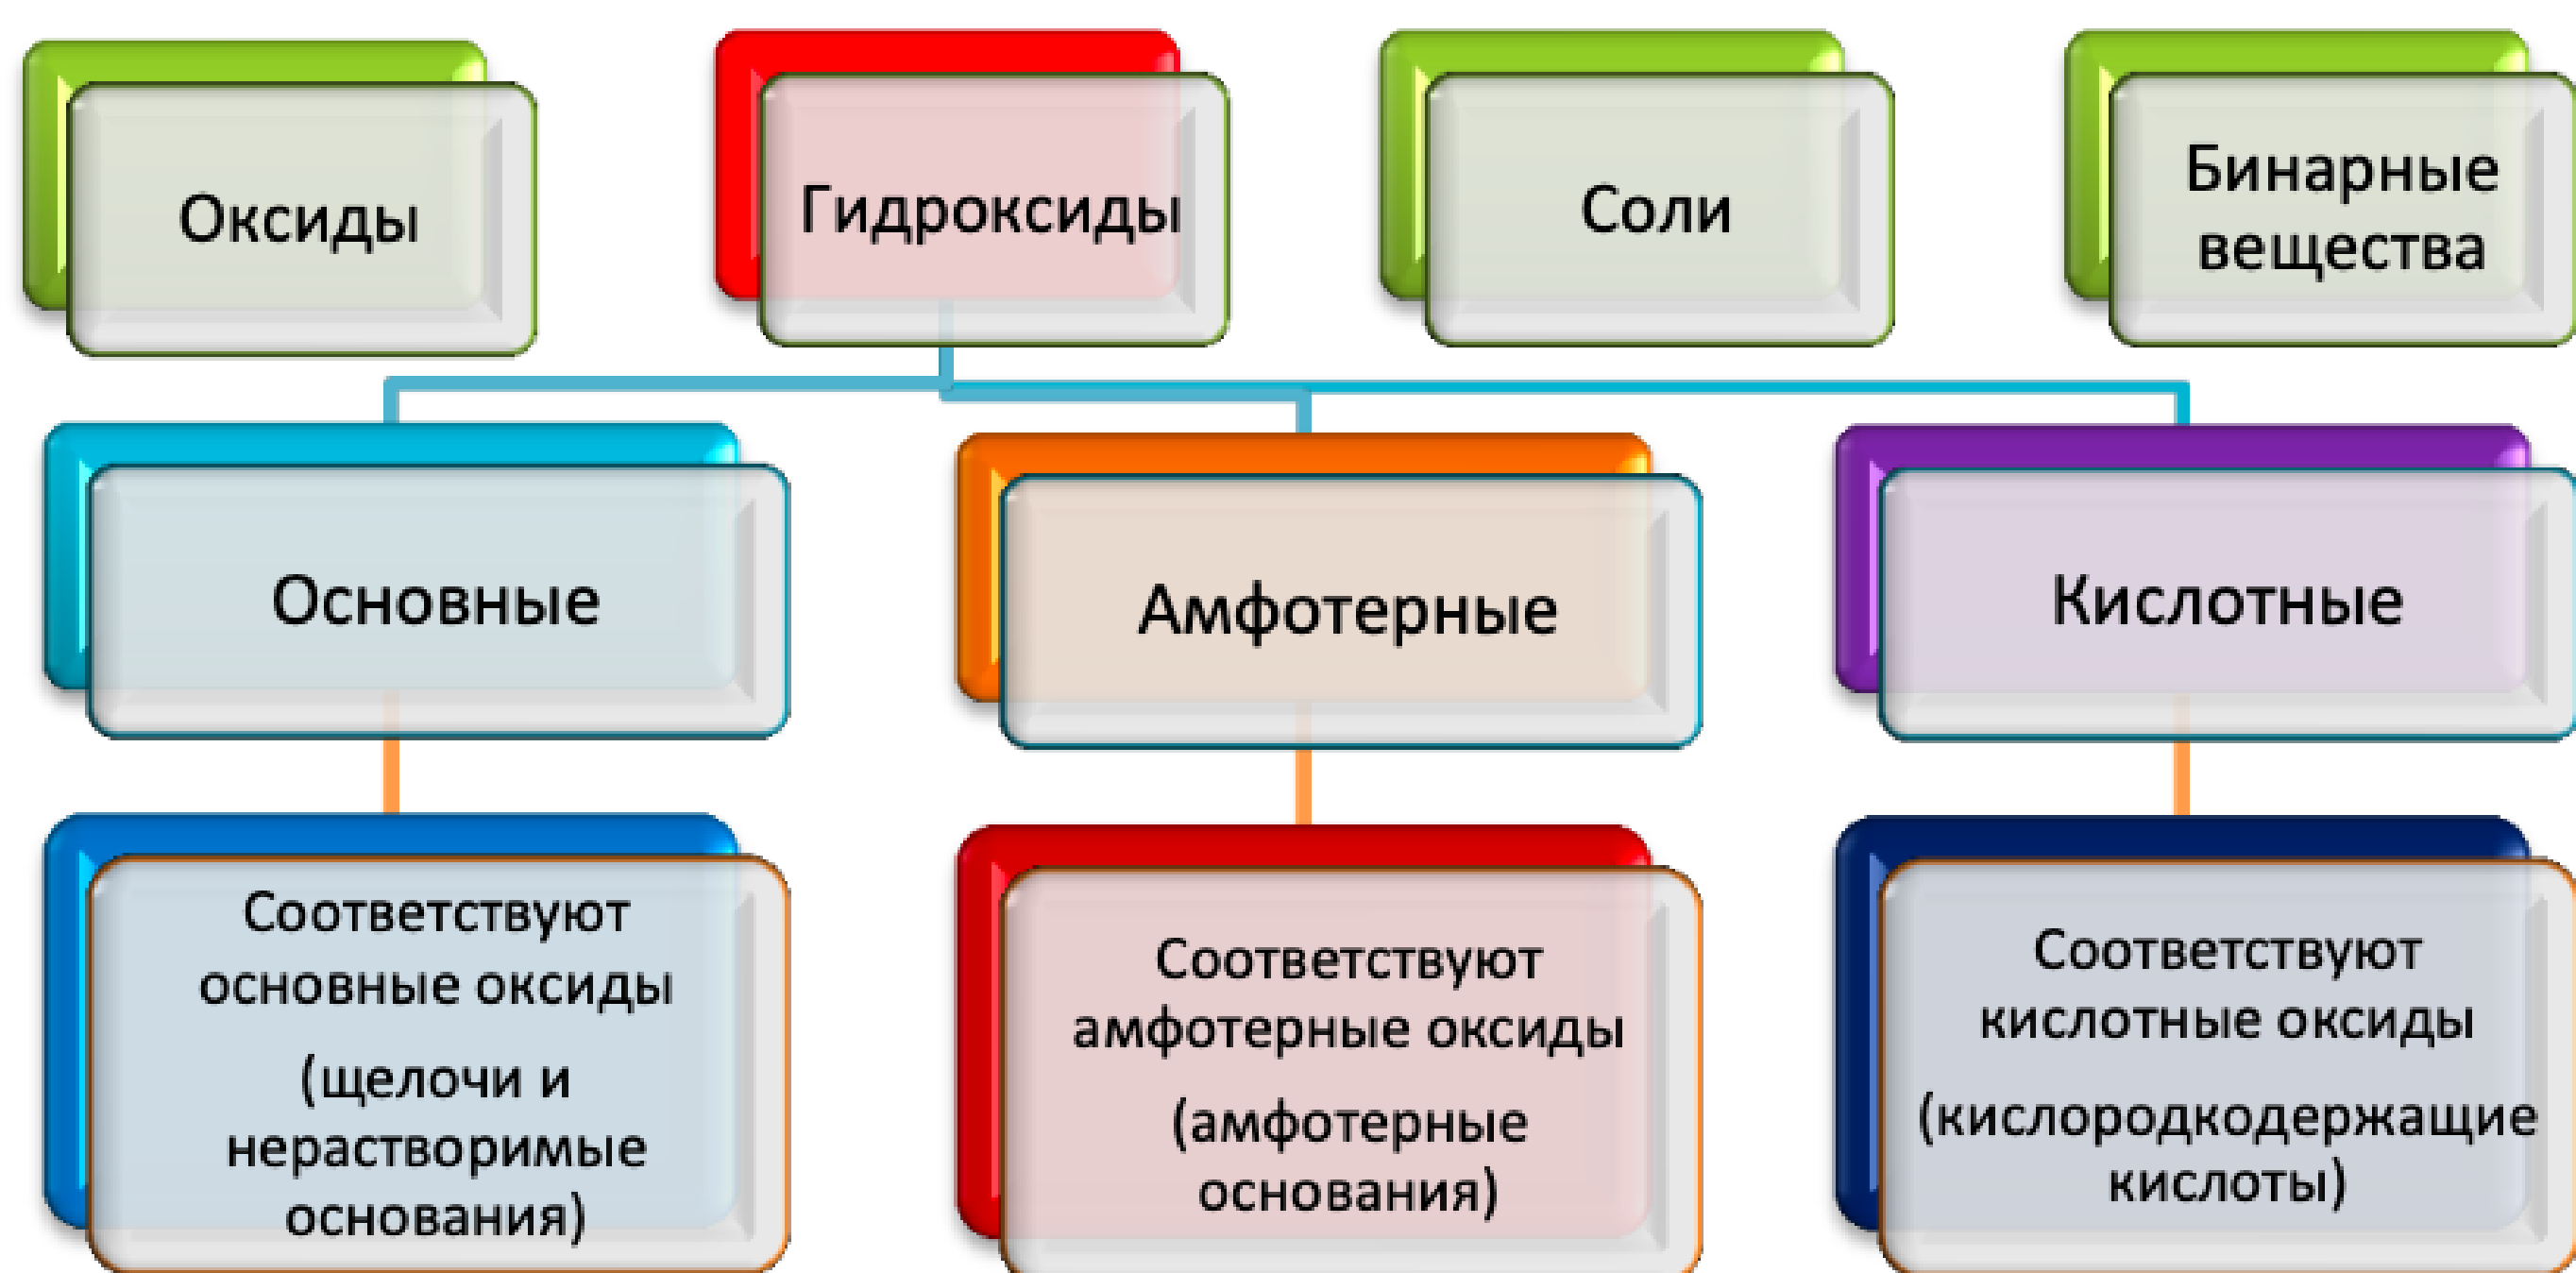 Оксиды
Гидроксиды
Соли
Бинарные
вещества
Основные
Амфотерные
Кислотные
Соответствуют
основные оксиды
(щелочи и
нерастворимые
основания)
Соответствуют
амфотерные оксиды
(амфотерные
основания)
Соответствуют
кислотные оксиды
(кислородкодержащие
кислоты)